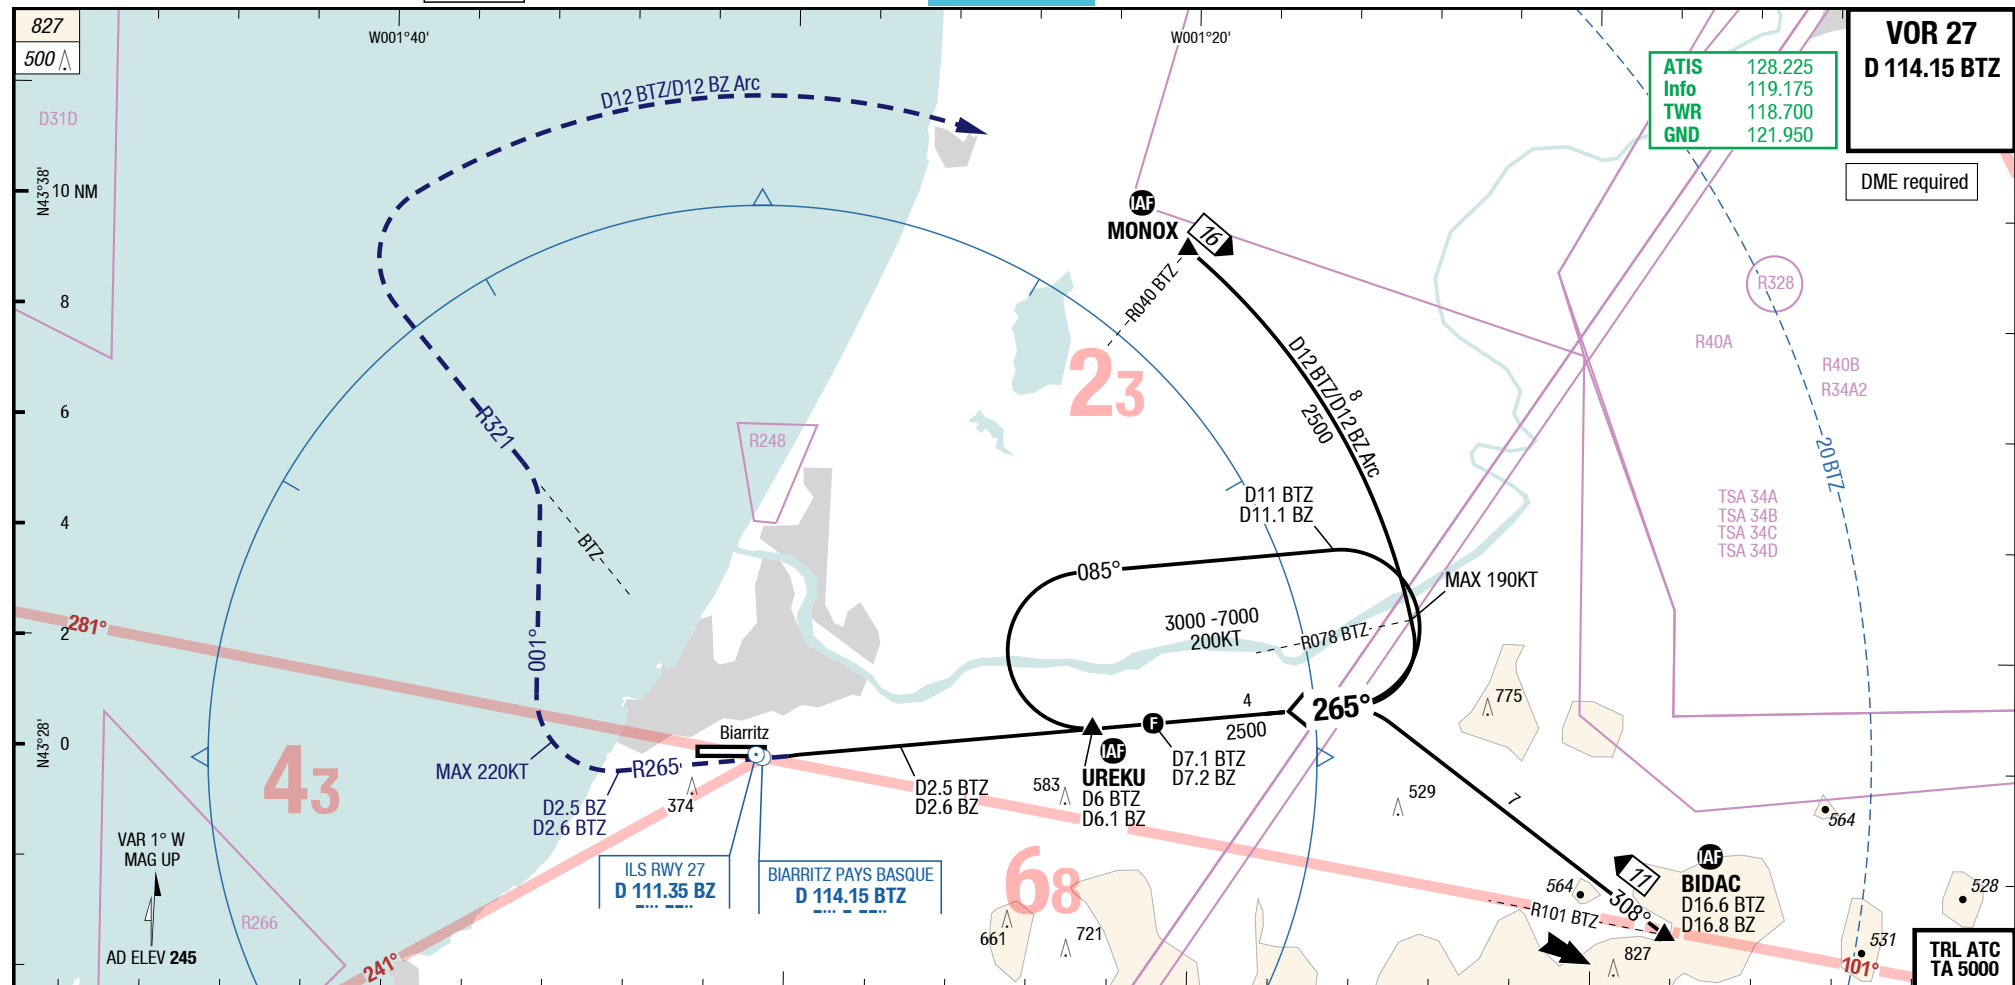 827
500
W001°40'
W001°20'
VOR 27
D 114.15 BTZ
ATIS 128.225
Info 119.175
TWR 118.700
GND 121.950
DME required
D31D
D12 BTZ/D12 BZ Arc
N43°38'
10 NM
8
6
4
2
0
N43°28'
IAF
MONOX
16
R040 BTZ
R328
R40A
R40B
R34A2
23
D12 BTZ/D12 BZ Arc
8
2500
R321
BTZ
R248
20 BTZ
TSA 34A
TSA 34B
TSA 34C
TSA 34D
D11 BTZ
D11.1 BZ
085°
MAX 190KT
3000 -7000
200KT
R078 BTZ
281°
001°
265°
4
2500
775
Biarritz
R265
MAX 220KT
D2.5 BZ
D2.6 BTZ
374
D2.5 BTZ
D2.6 BZ
F
D7.1 BTZ
D7.2 BZ
IAF
UREKU
D6 BTZ
D6.1 BZ
583
529
7
564
43
VAR 1° W
MAG UP
AD ELEV 245
R266
241°
ILS RWY 27
D 111.35 BZ
BIARRITZ PAYS BASQUE
D 114.15 BTZ
68
661
721
564
11
308°
R101 BTZ
IAF
BIDAC
D16.6 BTZ
D16.8 BZ
827
528
531
101°
TRL ATC
TA 5000